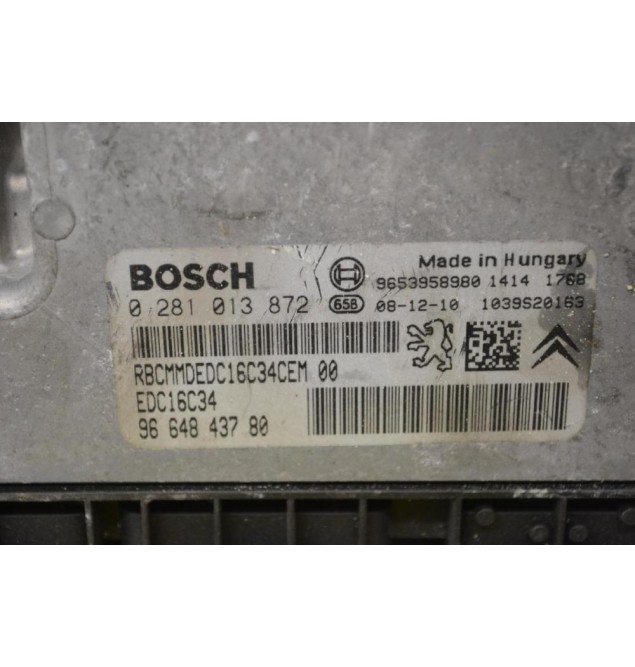 BOSCH
Made in Hungary
9653958980 1414 1768
0 281 013 872
658 08-12-10 1039S20163
RBCMMDEDC16C34CEM 00
EDC16C34
96 648 437 80